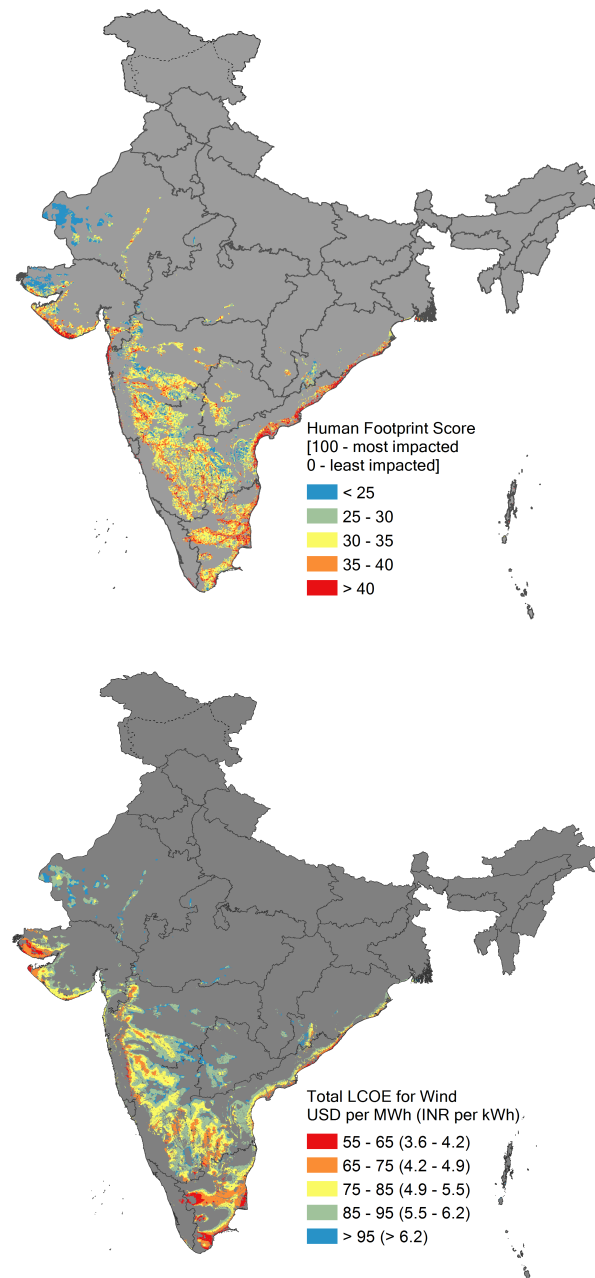 Human Footprint Score
[100 - most impacted
0 - least impacted]
< 25
25 - 30
30 - 35
35 - 40
> 40
Total LCOE for Wind
USD per MWh (INR per kWh)
55 - 65 (3.6 - 4.2)
65 - 75 (4.2 - 4.9)
75 - 85 (4.9 - 5.5)
85 - 95 (5.5 - 6.2)
> 95 (> 6.2)